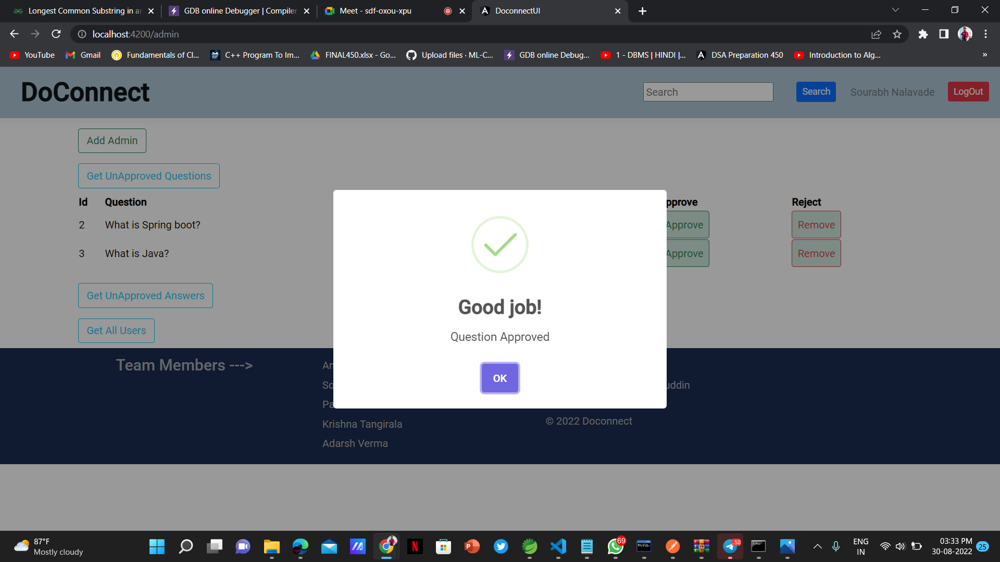 Longest Common Substring in an
GDB online Debugger | Compiler
Meet - sdf-oxou-xpu
DoconnectUI
localhost:4200/admin
YouTube
Gmail
Fundamentals of Cl...
C++ Program To Im...
FINAL450.xlsx - Go...
Upload files · ML-C...
GDB online Debug...
1 - DBMS | HINDI |...
DSA Preparation 450
Introduction to Alg...
»
DoConnect
Search
Search
Sourabh Nalavade
LogOut
Add Admin
Get UnApproved Questions
Id Question pprove Reject
2 What is Spring boot? Approve Remove
3 What is Java? Approve Remove
Get UnApproved Answers
Get All Users
Good job!
Question Approved
OK
Team Members --->
An
So uddin
Pa
Krishna Tangirala
© 2022 Doconnect
Adarsh Verma
87°F
Mostly cloudy
69
MySQL
.50
ENG
IN
03:33 PM
30-08-2022
25